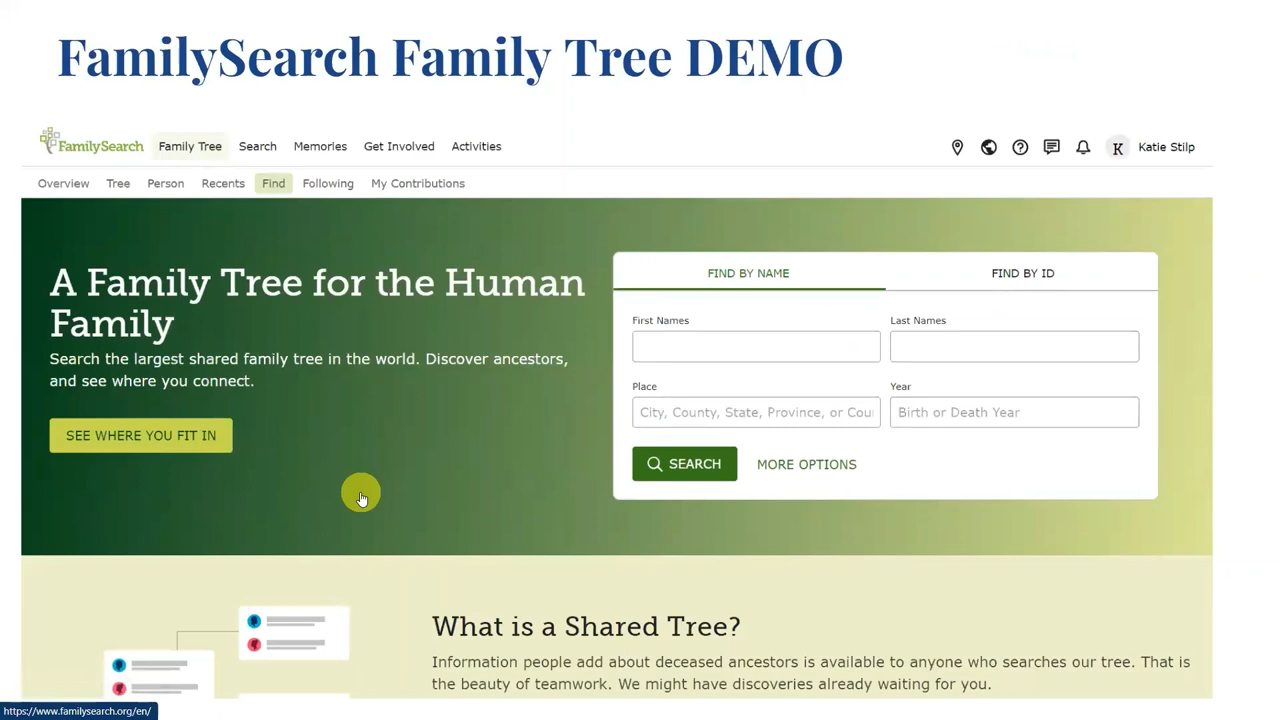 FamilySearch Family Tree DEMO
FamilySearch Family Tree Search Memories Get Involved Activities K Katie Stilp
Overview Tree Person Recents Find Following My Contributions
A Family Tree for the Human
Family
Search the largest shared family tree in the world. Discover ancestors,
and see where you connect.
SEE WHERE YOU FIT IN
FIND BY NAME FIND BY ID
First Names Last Names
Place Year
City, County, State, Province, or Cou Birth or Death Year
SEARCH MORE OPTIONS
What is a Shared Tree?
Information people add about deceased ancestors is available to anyone who searches our tree. That is
the beauty of teamwork. We might have discoveries already waiting for you.
https://www.familysearch.org/en/